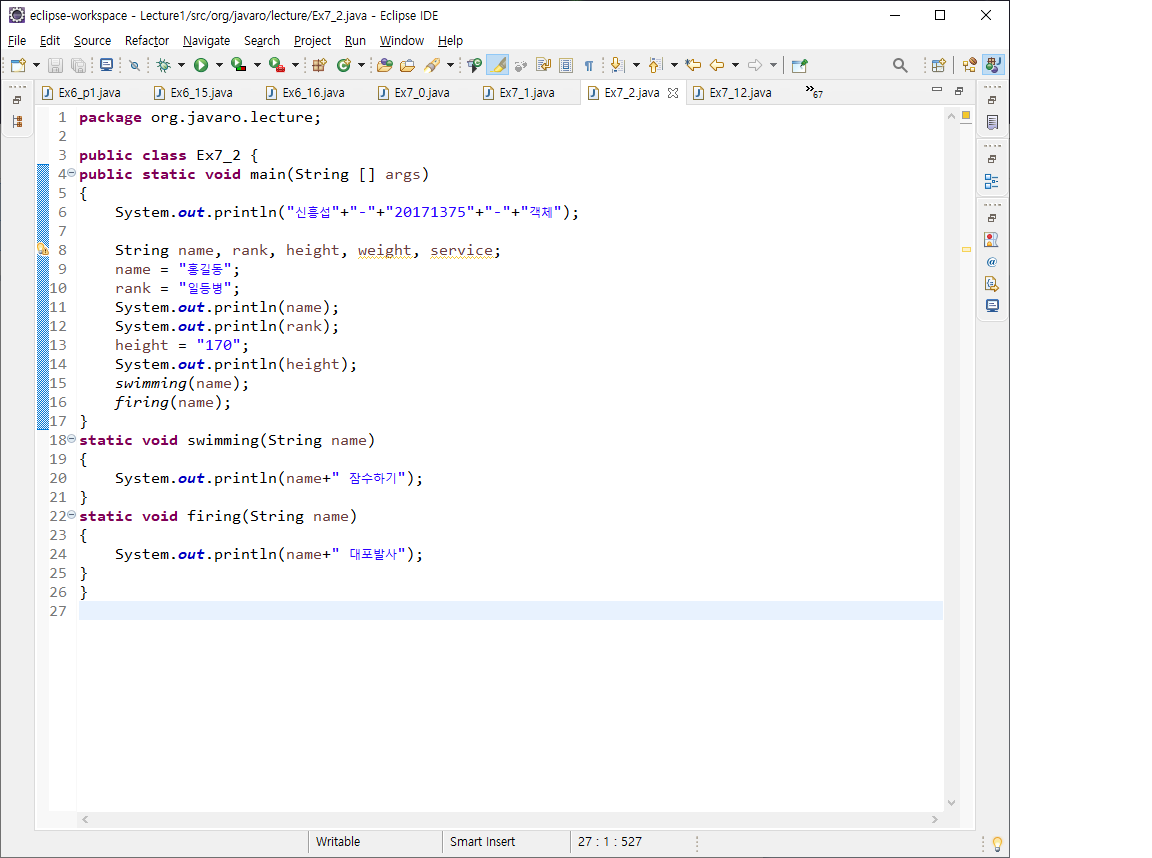 eclipse-workspace - Lecture1/src/org/javaro/lecture/Ex7_2.java - Eclipse IDE
File Edit Source Refactor Navigate Search Project Run Window Help
Ex6_p1.java Ex6_15.java Ex6_16.java Ex7_0.java Ex7_1.java Ex7_2.java Ex7_12.java »67
1 package org.javaro.lecture;
2
3 public class Ex7_2 {
4 public static void main(String [] args)
5 {
6 System.out.println("신흥섭"+"-"+"20171375"+"-"+"객체");
7
8 String name, rank, height, weight, service;
9 name = "홍길동";
10 rank = "일등병";
11 System.out.println(name);
12 System.out.println(rank);
13 height = "170";
14 System.out.println(height);
15 swimming(name);
16 firing(name);
17 }
18 static void swimming(String name)
19 {
20 System.out.println(name+" 잠수하기");
21 }
22 static void firing(String name)
23 {
24 System.out.println(name+" 대포발사");
25 }
26 }
27
Writable Smart Insert 27 : 1 : 527